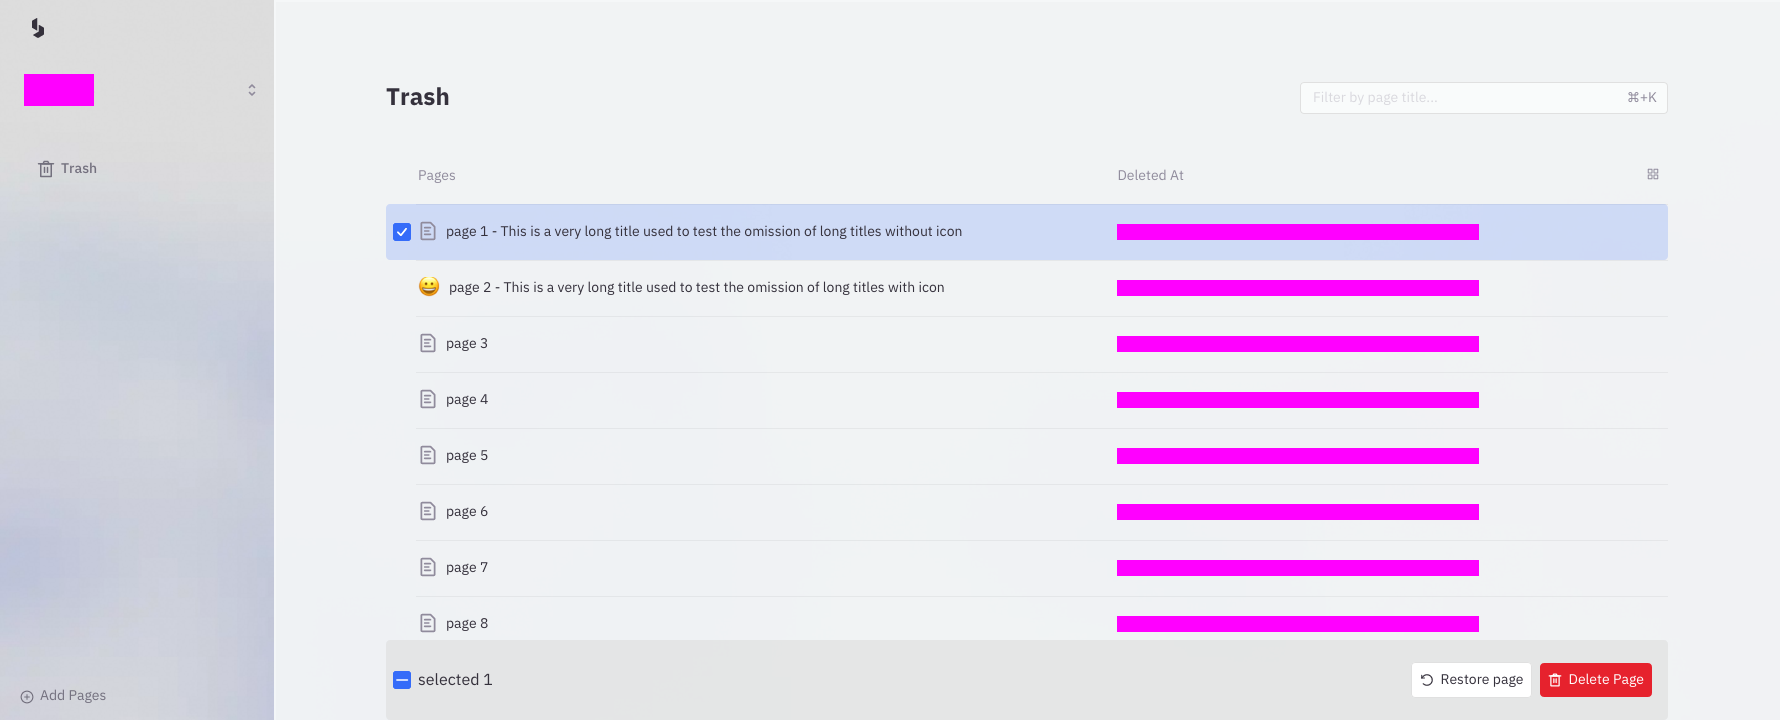 Trash
Filter by page title...
⌘+K
Trash
Pages
Deleted At
page 1 - This is a very long title used to test the omission of long titles without icon
page 2 - This is a very long title used to test the omission of long titles with icon
page 3
page 4
page 5
page 6
page 7
page 8
selected 1
Restore page
Delete Page
Add Pages